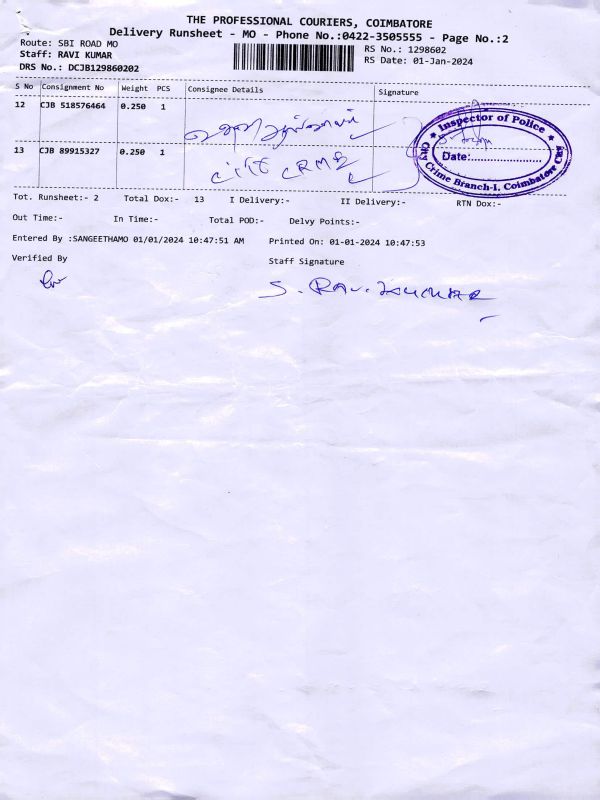 THE PROFESSIONAL COURIERS, COIMBATORE
Delivery Runsheet - MO - Phone No.:0422-3505555 - Page No.:2
Route: SBI ROAD MO
RS No.: 1298602
Staff: RAVI KUMAR
RS Date: 01-Jan-2024
DRS No.: DCJB129860202
S No Consignment No Weight PCS Consignee Details Signature
12 CJB 518576464 0.250 1
13 CJB 89915327 0.250 1
Inspector of Police
Date:
City Crime Branch-I, Coimbatore City
Tot. Runsheet:- 2 Total Dox:- 13 I Delivery:- II Delivery:- RTN Dox:-
Out Time:- In Time:- Total POD:- Delvy Points:-
Entered By :SANGEETHAMO 01/01/2024 10:47:51 AM Printed On: 01-01-2024 10:47:53
Verified By Staff Signature
S. RAVI KUMAR